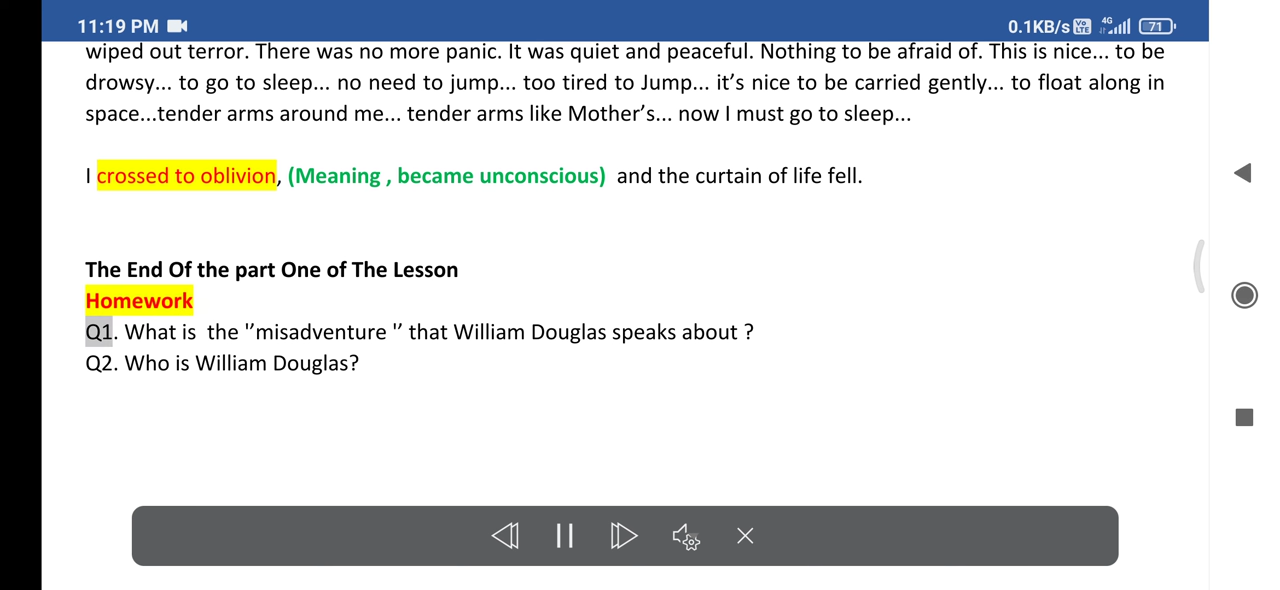 11:19 PM
0.1KB/s Vo LTE 4G 71
wiped out terror. There was no more panic. It was quiet and peaceful. Nothing to be afraid of. This is nice... to be
drowsy... to go to sleep... no need to jump... too tired to Jump... it’s nice to be carried gently... to float along in
space...tender arms around me... tender arms like Mother’s... now I must go to sleep...
I crossed to oblivion, (Meaning , became unconscious) and the curtain of life fell.
The End Of the part One of The Lesson
Homework
Q1. What is the '’misadventure '’ that William Douglas speaks about ?
Q2. Who is William Douglas?